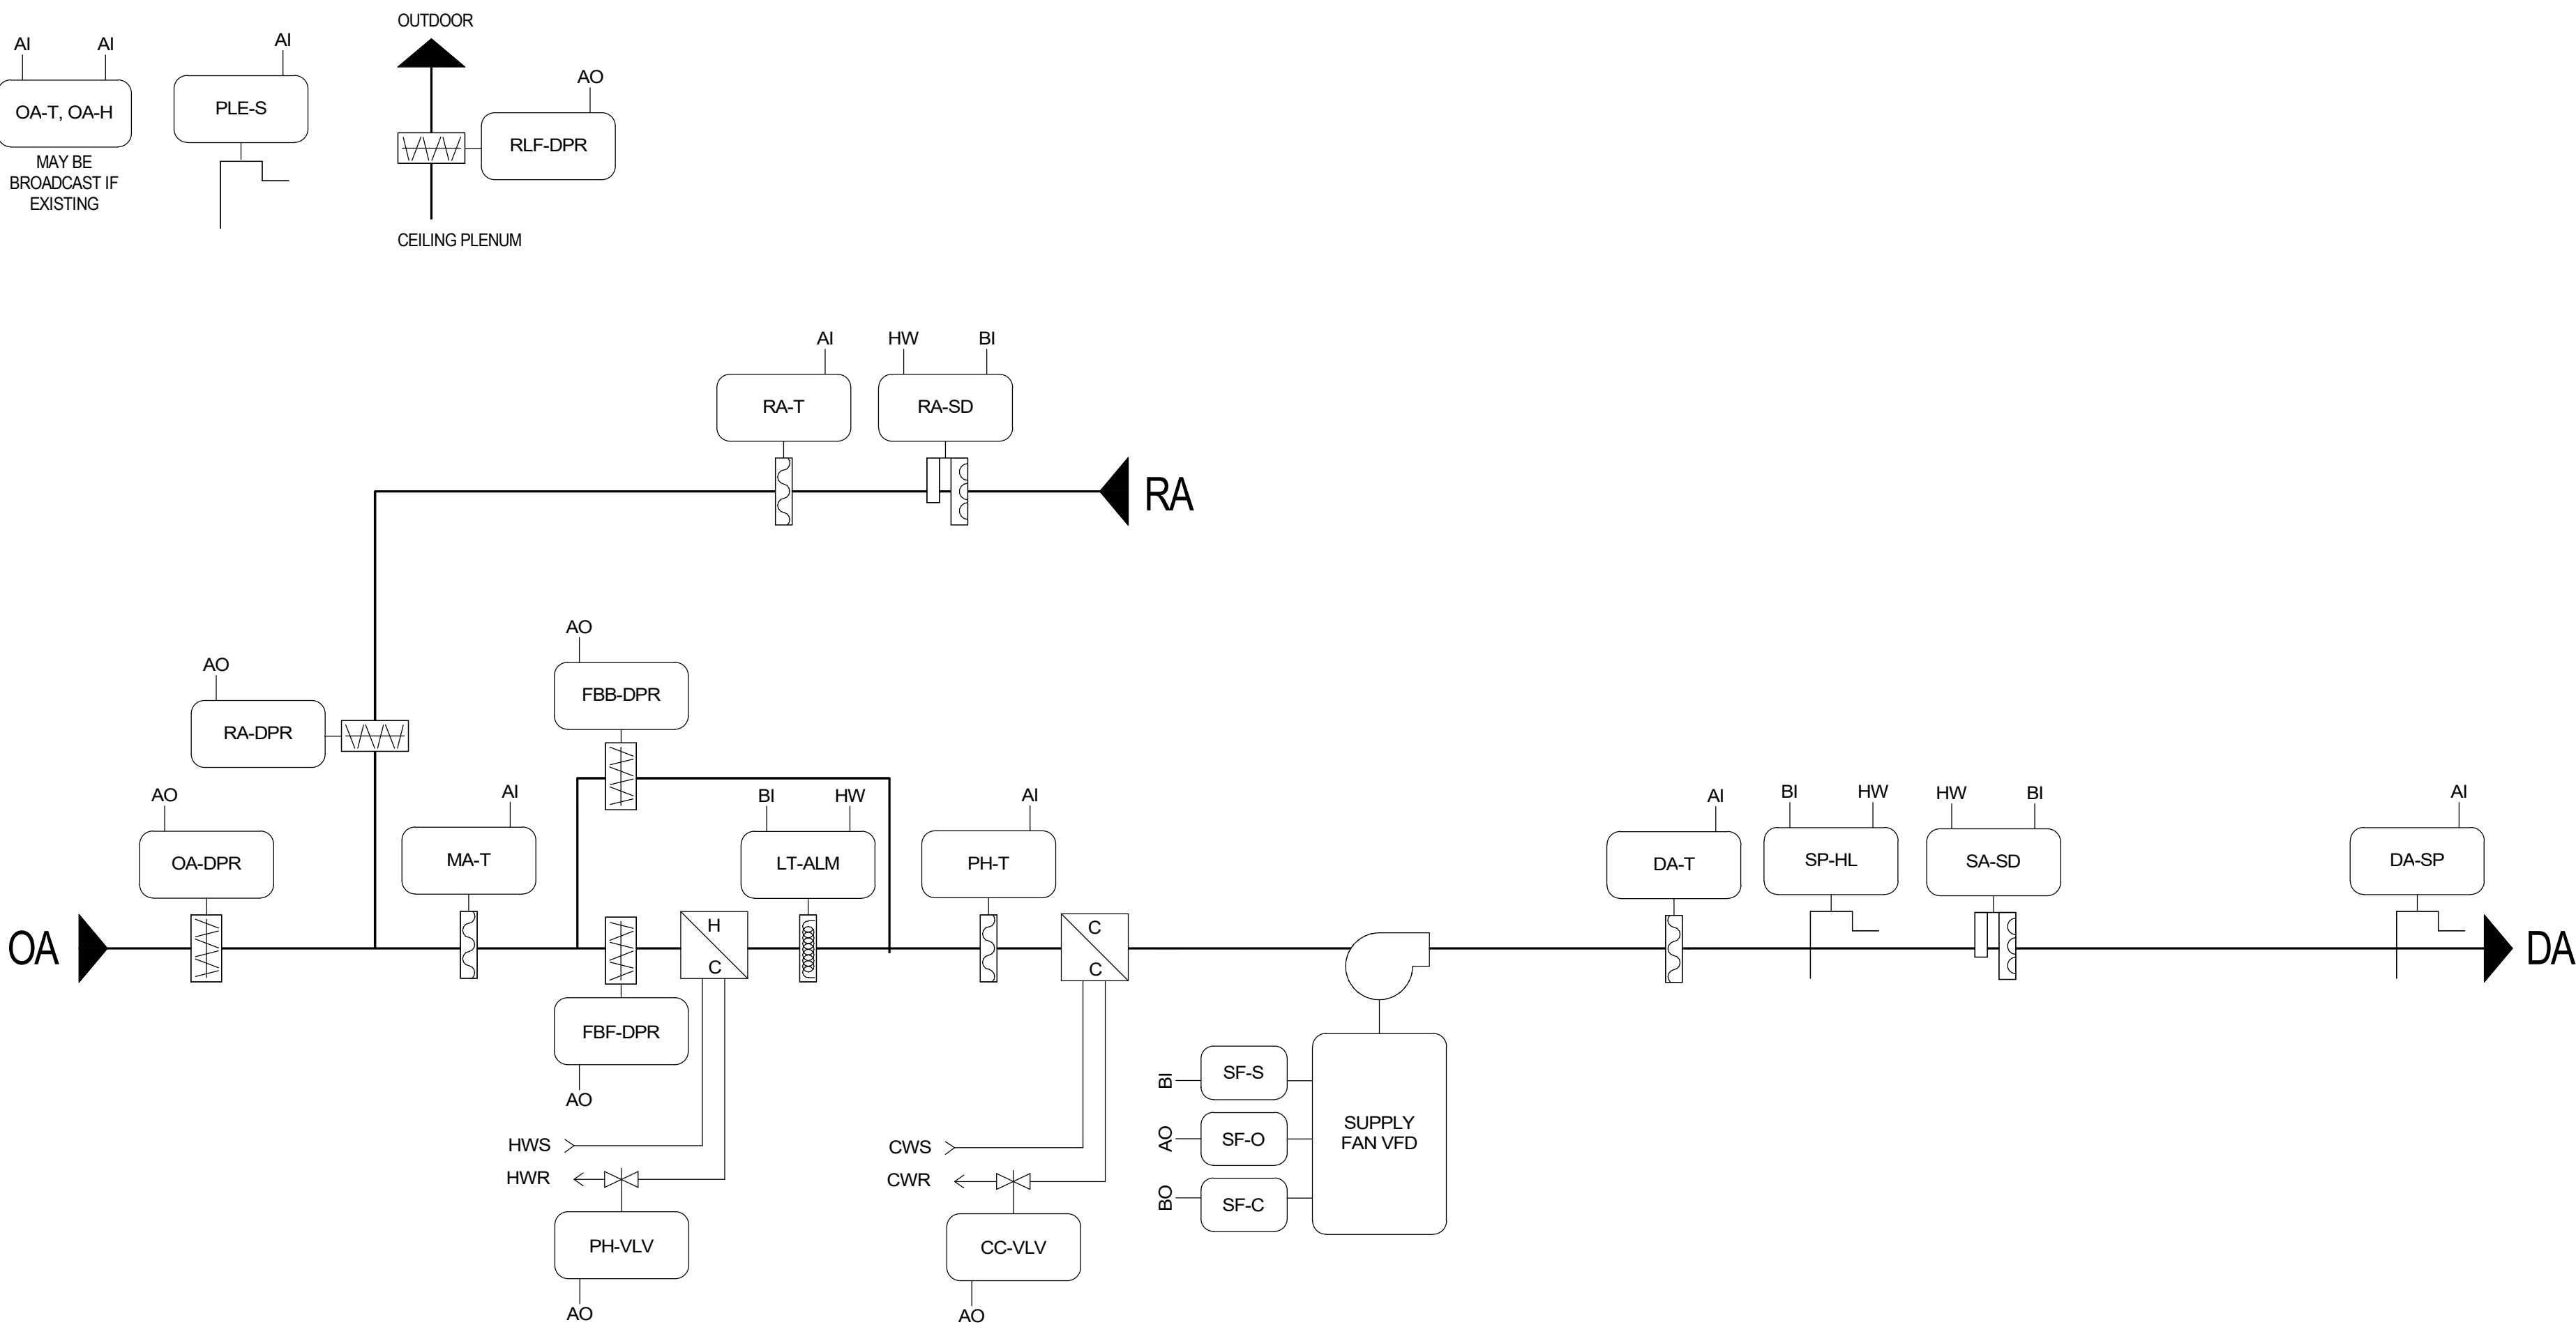 OUTDOOR
AI
AI
AI
AO
OA-T, OA-H
PLE-S
RLF-DPR
MAY BE
BROADCAST IF
EXISTING
CEILING PLENUM
AI
HW
BI
RA-T
RA-SD
RA
AO
FBB-DPR
AO
RA-DPR
AO
OA-DPR
AI
MA-T
BI
HW
LT-ALM
AI
PH-T
AI
DA-T
BI
HW
SP-HL
HW
BI
SA-SD
AI
DA-SP
OA
H
C
C
C
DA
FBF-DPR
AO
BI
SF-S
AO
SF-O
BO
SF-C
SUPPLY
FAN VFD
HWS
HWR
CWS
CWR
PH-VLV
AO
CC-VLV
AO